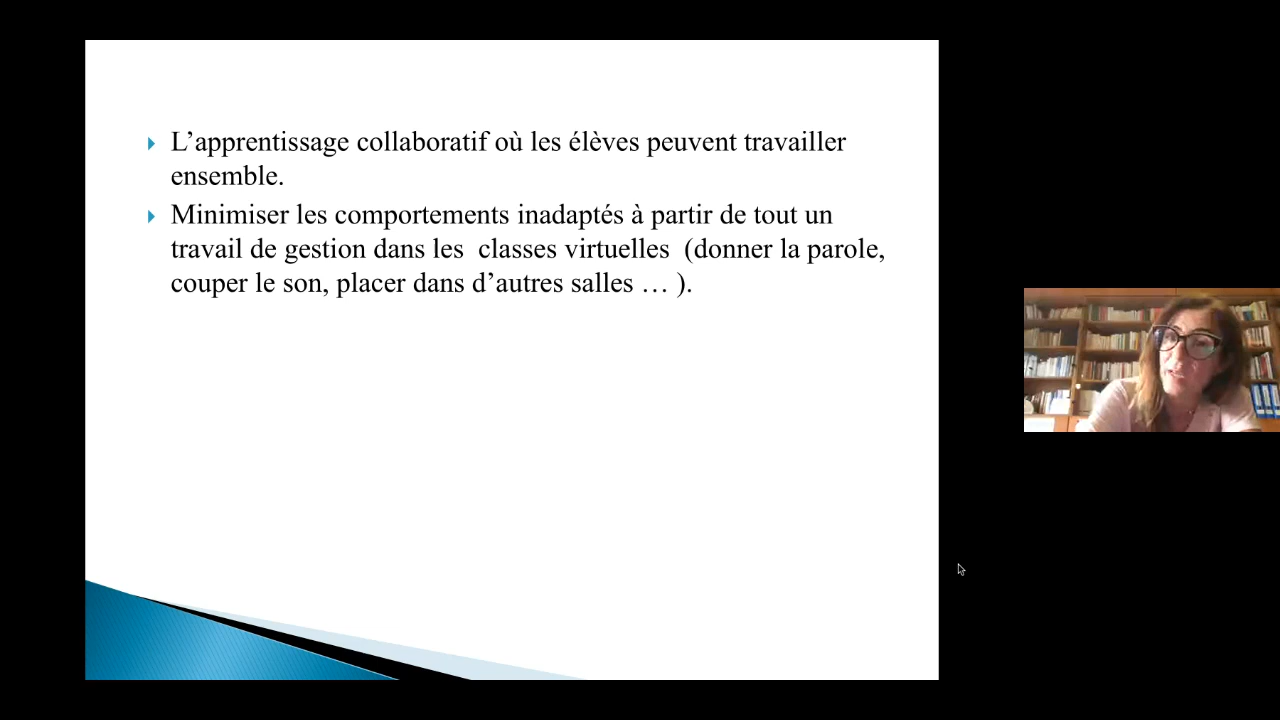 L’apprentissage collaboratif où les élèves peuvent travailler
ensemble.
Minimiser les comportements inadaptés à partir de tout un
travail de gestion dans les  classes virtuelles  (donner la parole,
couper le son, placer dans d’autres salles … ).